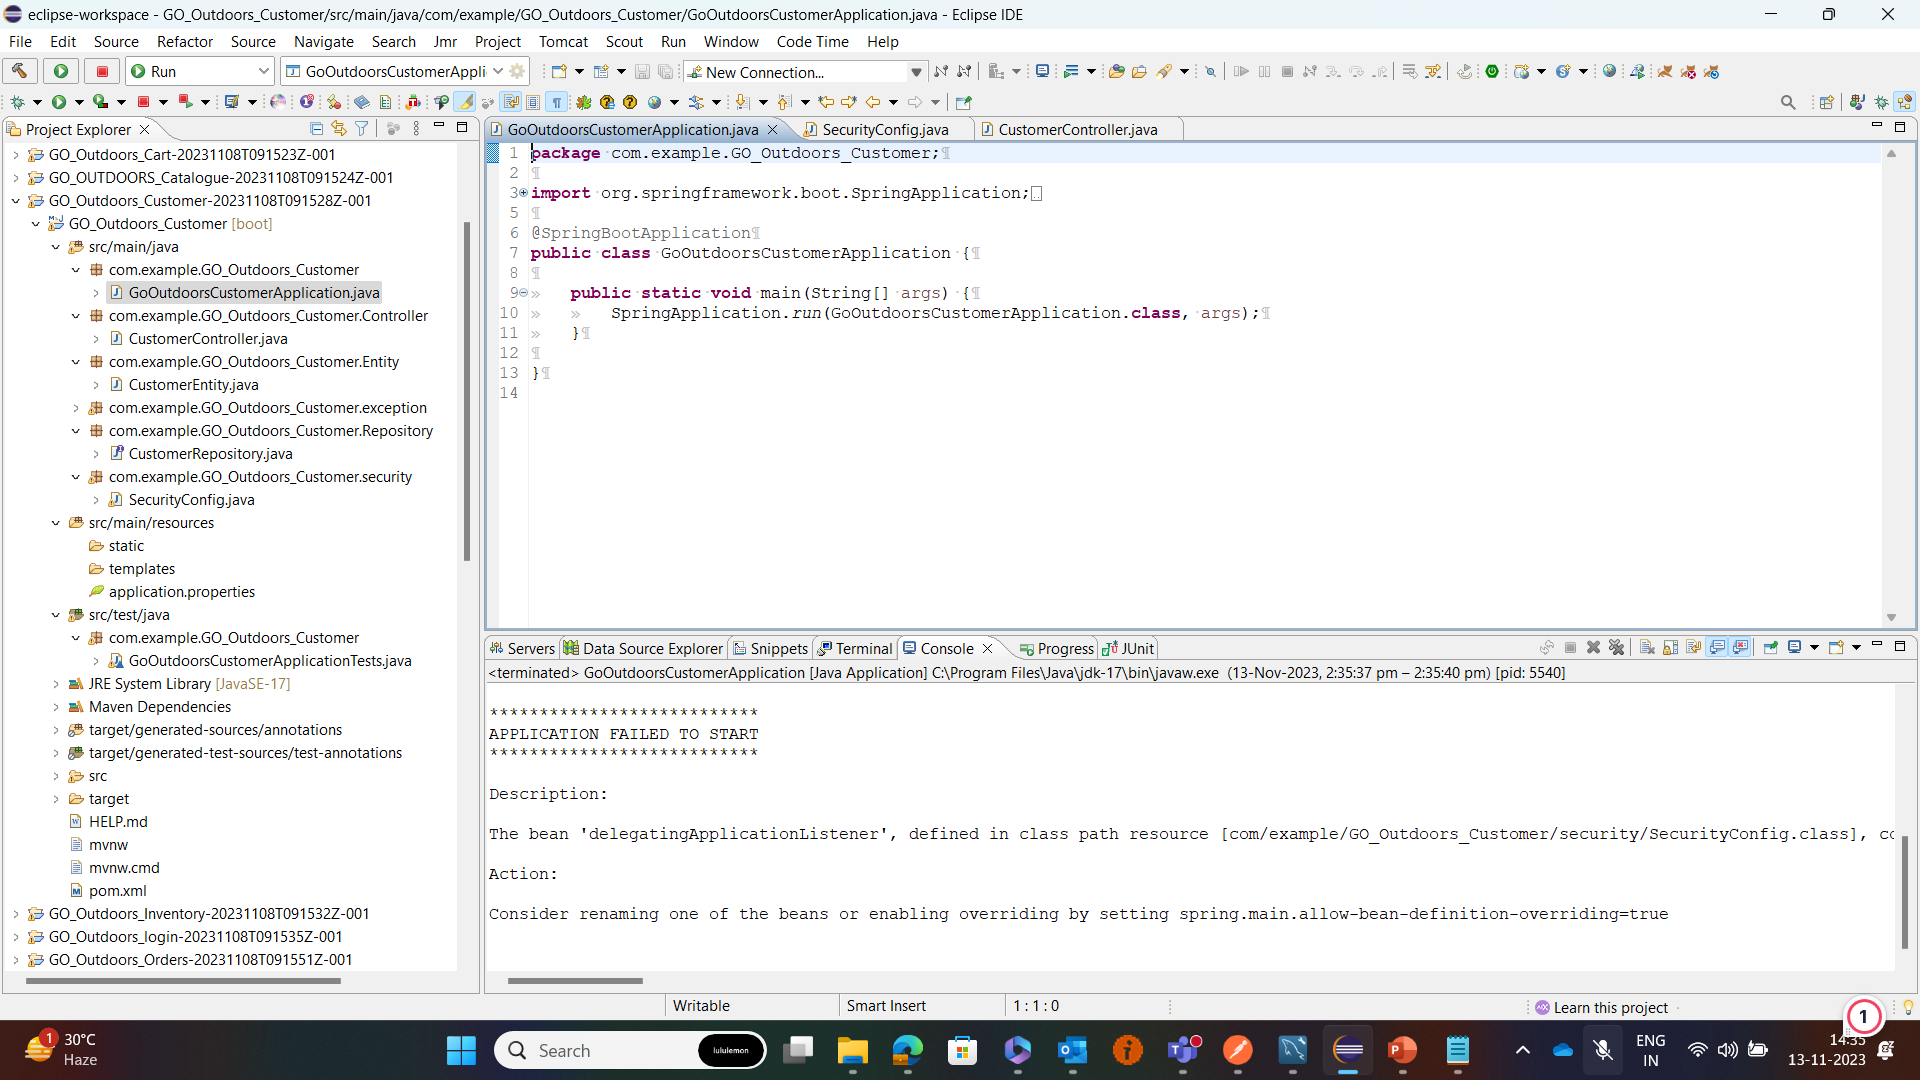 eclipse-workspace - GO_Outdoors_Customer/src/main/java/com/example/GO_Outdoors_Customer/GoOutdoorsCustomerApplication.java - Eclipse IDE
File Edit Source Refactor Source Navigate Search Jmr Project Tomcat Scout Run Window Code Time Help
Run
GoOutdoorsCustomerAppli
New Connection...
Project Explorer
GO_Outdoors_Cart-20231108T091523Z-001
GO_OUTDOORS_Catalogue-20231108T091524Z-001
GO_Outdoors_Customer-20231108T091528Z-001
GO_Outdoors_Customer [boot]
src/main/java
com.example.GO_Outdoors_Customer
GoOutdoorsCustomerApplication.java
com.example.GO_Outdoors_Customer.Controller
CustomerController.java
com.example.GO_Outdoors_Customer.Entity
CustomerEntity.java
com.example.GO_Outdoors_Customer.exception
com.example.GO_Outdoors_Customer.Repository
CustomerRepository.java
com.example.GO_Outdoors_Customer.security
SecurityConfig.java
src/main/resources
static
templates
application.properties
src/test/java
com.example.GO_Outdoors_Customer
GoOutdoorsCustomerApplicationTests.java
JRE System Library [JavaSE-17]
Maven Dependencies
target/generated-sources/annotations
target/generated-test-sources/test-annotations
src
target
HELP.md
mvnw
mvnw.cmd
pom.xml
GO_Outdoors_Inventory-20231108T091532Z-001
GO_Outdoors_login-20231108T091535Z-001
GO_Outdoors_Orders-20231108T091551Z-001
GoOutdoorsCustomerApplication.java SecurityConfig.java CustomerController.java
1 package com.example.GO_Outdoors_Customer;¶
2 ¶
3 import org.springframework.boot.SpringApplication;
5 ¶
6 @SpringBootApplication¶
7 public class GoOutdoorsCustomerApplication {¶
8 ¶
9 » public static void main(String[] args) {¶
10 » » SpringApplication.run(GoOutdoorsCustomerApplication.class, args);¶
11 » }¶
12 ¶
13 }¶
14
Servers Data Source Explorer Snippets Terminal Console Progress JUnit
<terminated> GoOutdoorsCustomerApplication [Java Application] C:\Program Files\Java\jdk-17\bin\javaw.exe (13-Nov-2023, 2:35:37 pm – 2:35:40 pm) [pid: 5540]
***************************
APPLICATION FAILED TO START
***************************
Description:
The bean 'delegatingApplicationListener', defined in class path resource [com/example/GO_Outdoors_Customer/security/SecurityConfig.class], co
Action:
Consider renaming one of the beans or enabling overriding by setting spring.main.allow-bean-definition-overriding=true
Writable
Smart Insert
1 : 1 : 0
Learn this project
1
1
30°C
Haze
Search
lululemon
ENG
IN
14:35
13-11-2023